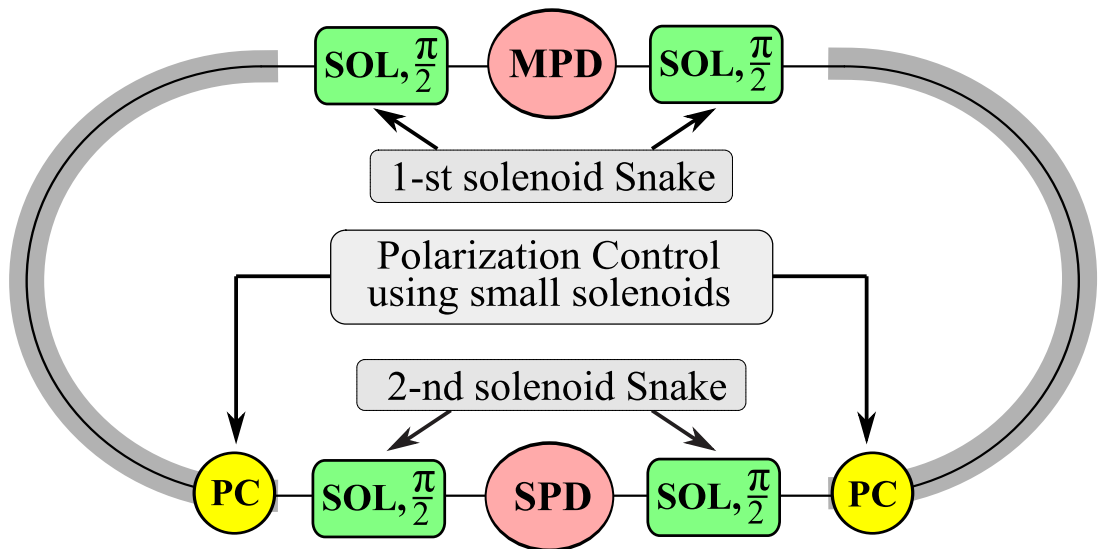 SOL, π/2 MPD SOL, π/2
1-st solenoid Snake
Polarization Control
using small solenoids
2-nd solenoid Snake
PC SOL, π/2 SPD SOL, π/2 PC